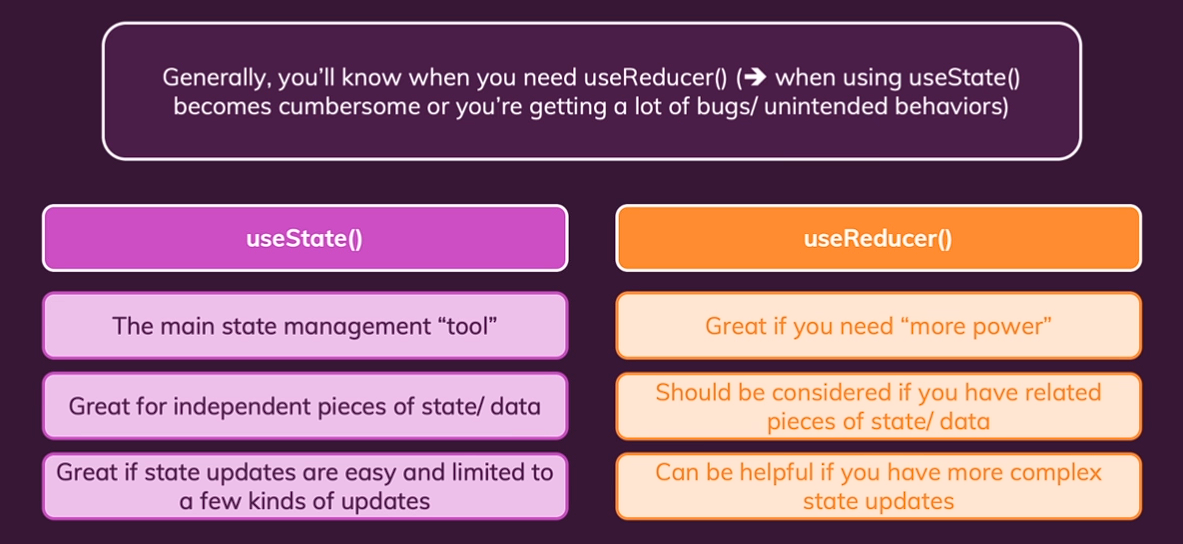 Generally, you’ll know when you need useReducer() (➔ when using useState()
becomes cumbersome or you’re getting a lot of bugs/ unintended behaviors)
useState()
useReducer()
The main state management “tool”
Great if you need “more power”
Great for independent pieces of state/ data
Should be considered if you have related
pieces of state/ data
Great if state updates are easy and limited to
a few kinds of updates
Can be helpful if you have more complex
state updates